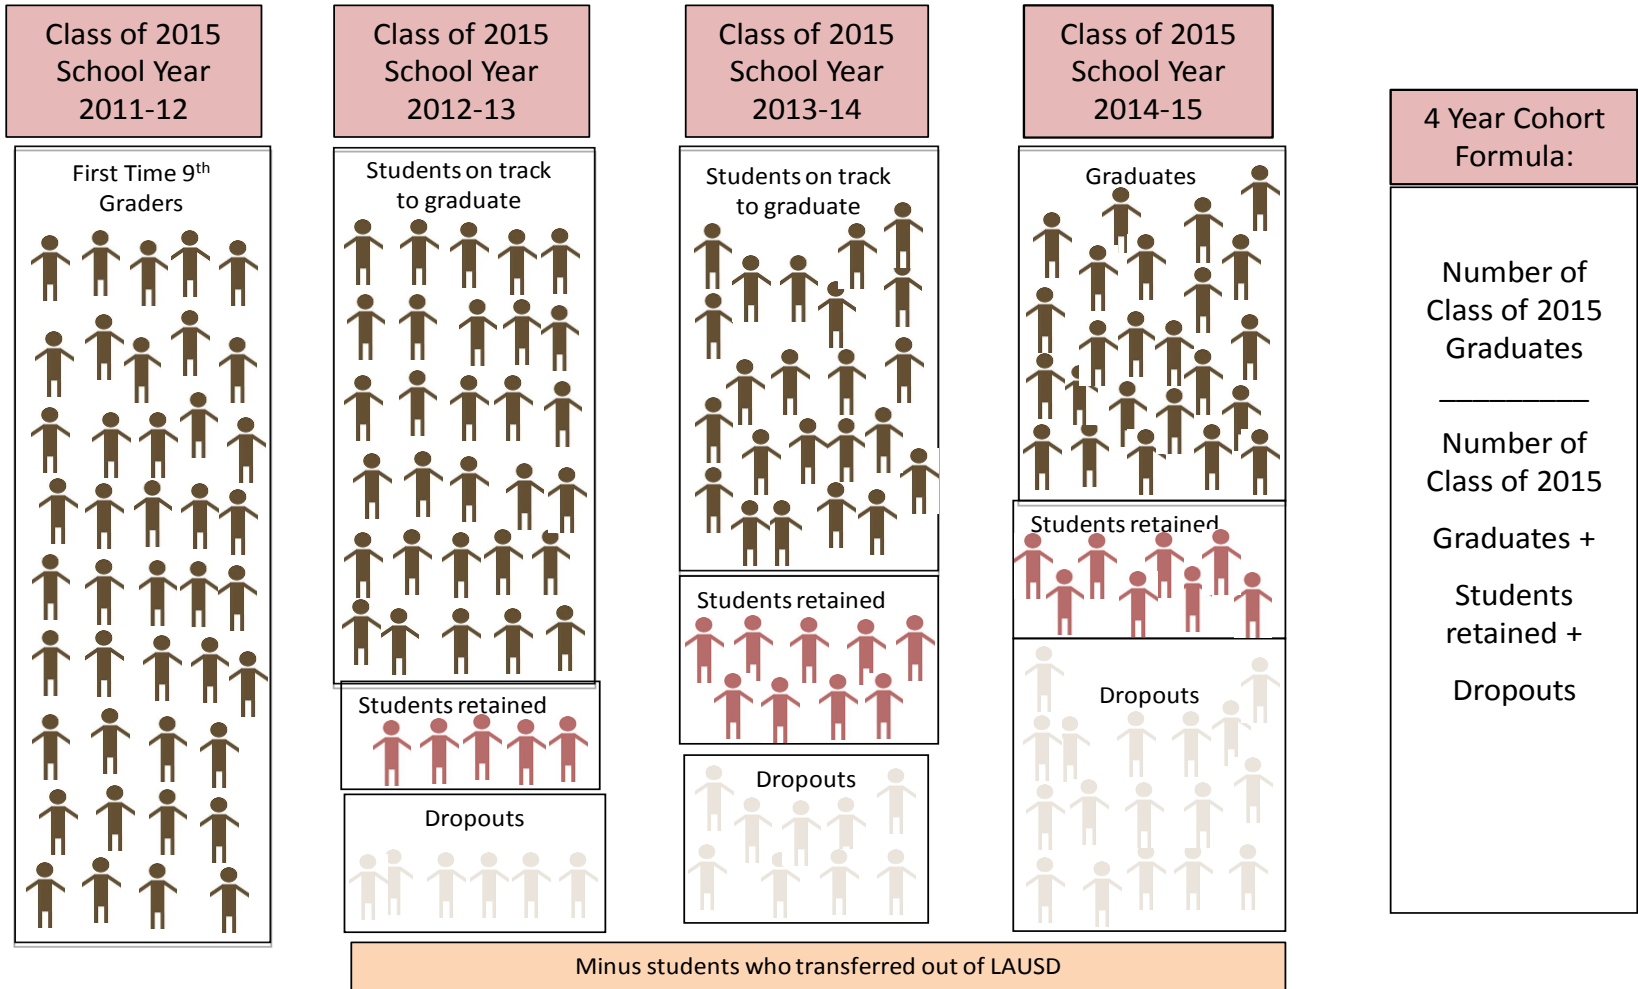 Class of 2015
School Year
2011-12
First Time 9th
Graders
Class of 2015
School Year
2012-13
Students on track
to graduate
Students retained
Dropouts
Class of 2015
School Year
2013-14
Students on track
to graduate
Students retained
Dropouts
Class of 2015
School Year
2014-15
Graduates
Students retained
Dropouts
Minus students who transferred out of LAUSD
4 Year Cohort
Formula:
Number of
Class of 2015
Graduates
_________
Number of
Class of 2015
Graduates +
Students
retained +
Dropouts